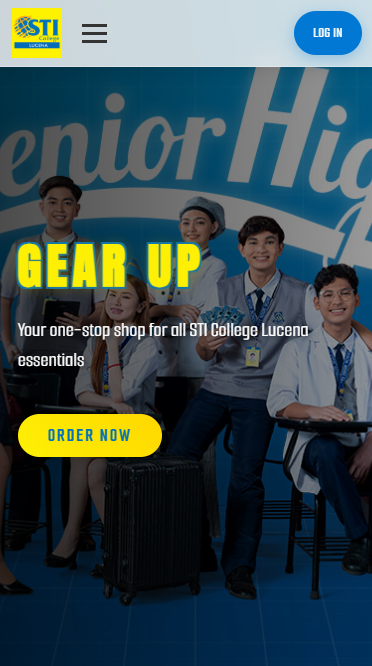 STI
College
LUCENA
LOG IN
enior Hig
GEAR UP
Your one-stop shop for all STI College Lucena
essentials
ORDER NOW